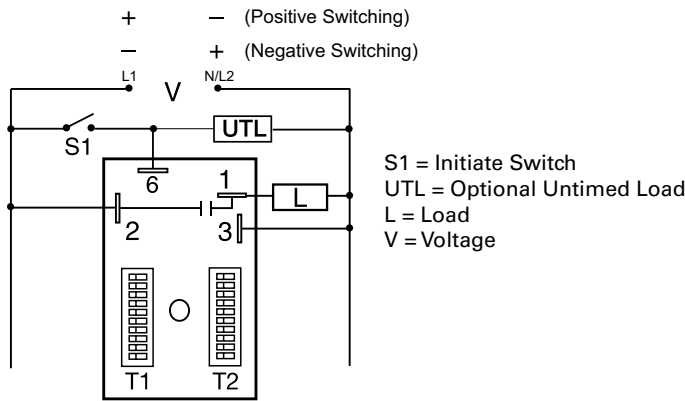 + − (Positive Switching)
− + (Negative Switching)
L1 V N/L2
S1 UTL
6 1 L
2 3
T1 T2
S1 = Initiate Switch
UTL = Optional Untimed Load
L = Load
V = Voltage